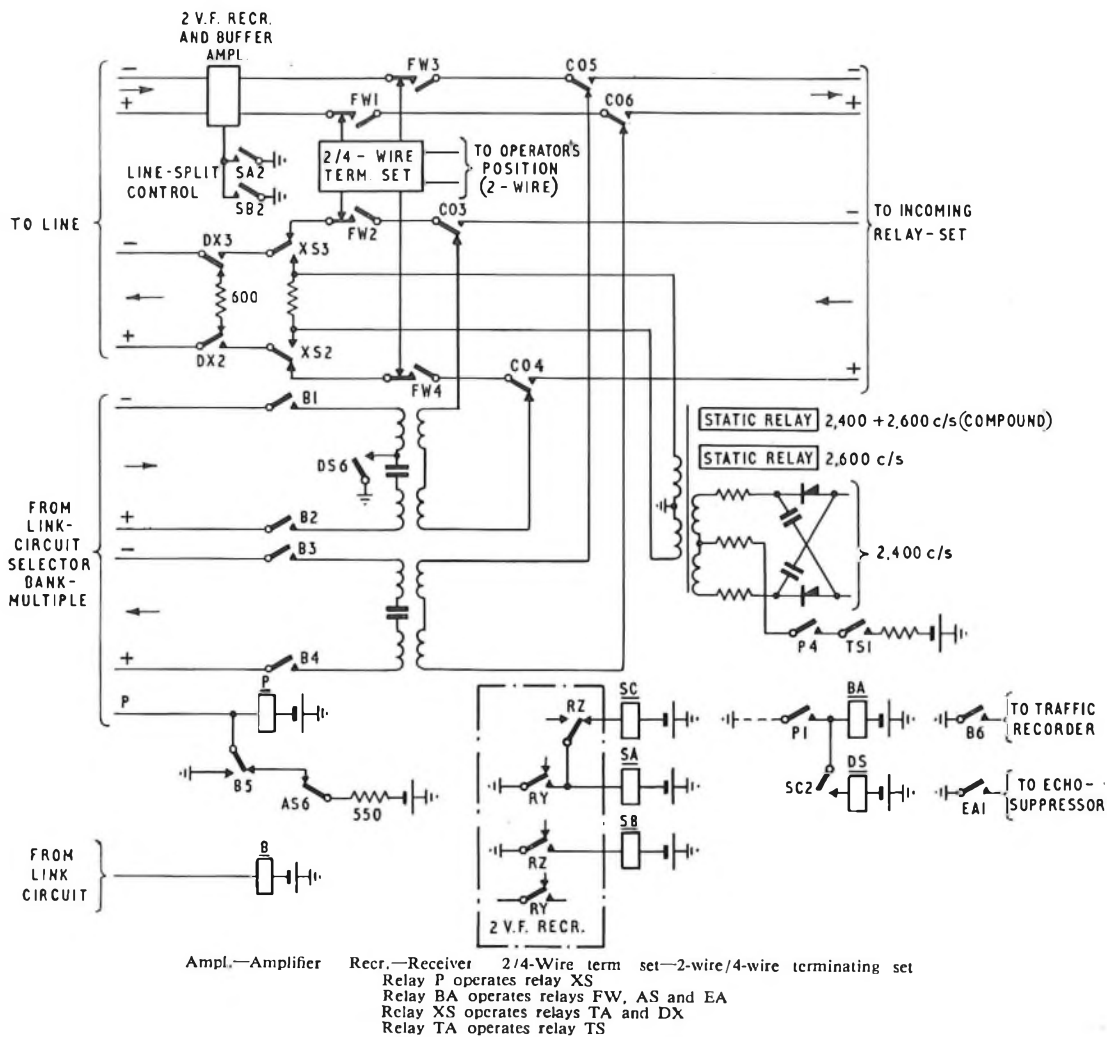 2 V.F. RECR.
AND BUFFER
AMPL.
FW3
CO5
−
−
+
+
FW1
CO6
LINE-SPLIT
CONTROL
SA2
SB2
2/4- WIRE
TERM. SET
TO OPERATOR'S
POSITION
(2-WIRE)
TO LINE
TO INCOMING
RELAY-SET
FW2
CO3
−
−
DX3
XS3
600
+
DX2
XS2
FW4
CO4
+
−
B1
DS6
+
B2
−
B3
+
B4
FROM
LINK-
CIRCUIT
SELECTOR
BANK-
MULTIPLE
STATIC RELAY 2,400 +2,600 c/s (COMPOUND)
STATIC RELAY 2,600 c/s
2,400 c/s
P4
TS1
P
P
B5
AS6
550
FROM
LINK
CIRCUIT
B
RZ
SC
RY
SA
RZ
SB
RY
2 V.F. RECR.
P1
BA
B6
TO TRAFFIC
RECORDER
SC2
DS
EA1
TO ECHO-
SUPPRESSOR
Ampl.—Amplifier Recr.—Receiver 2/4-Wire term set—2-wire/4-wire terminating set
Relay P operates relay XS
Relay BA operates relays FW, AS and EA
Relay XS operates relays TA and DX
Relay TA operates relay TS